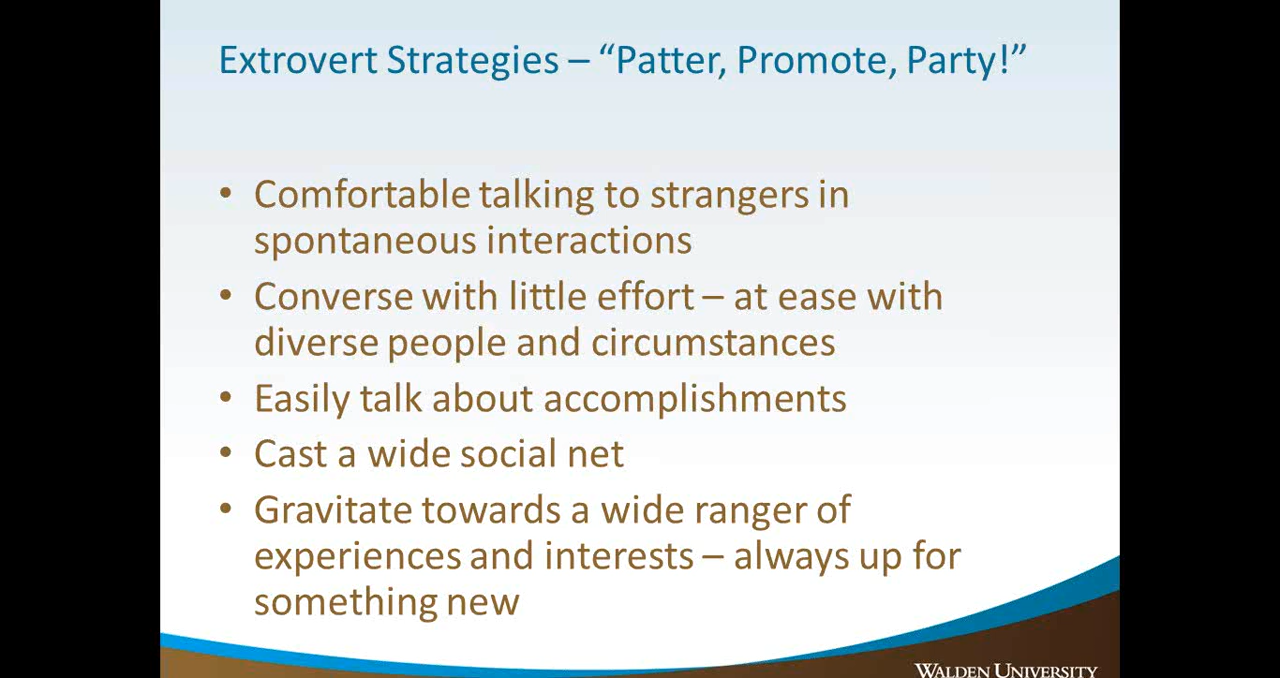 Extrovert Strategies – “Patter, Promote, Party!”
• Comfortable talking to strangers in
spontaneous interactions
• Converse with little effort – at ease with
diverse people and circumstances
• Easily talk about accomplishments
• Cast a wide social net
• Gravitate towards a wide ranger of
experiences and interests – always up for
something new
WALDEN UNIVERSITY